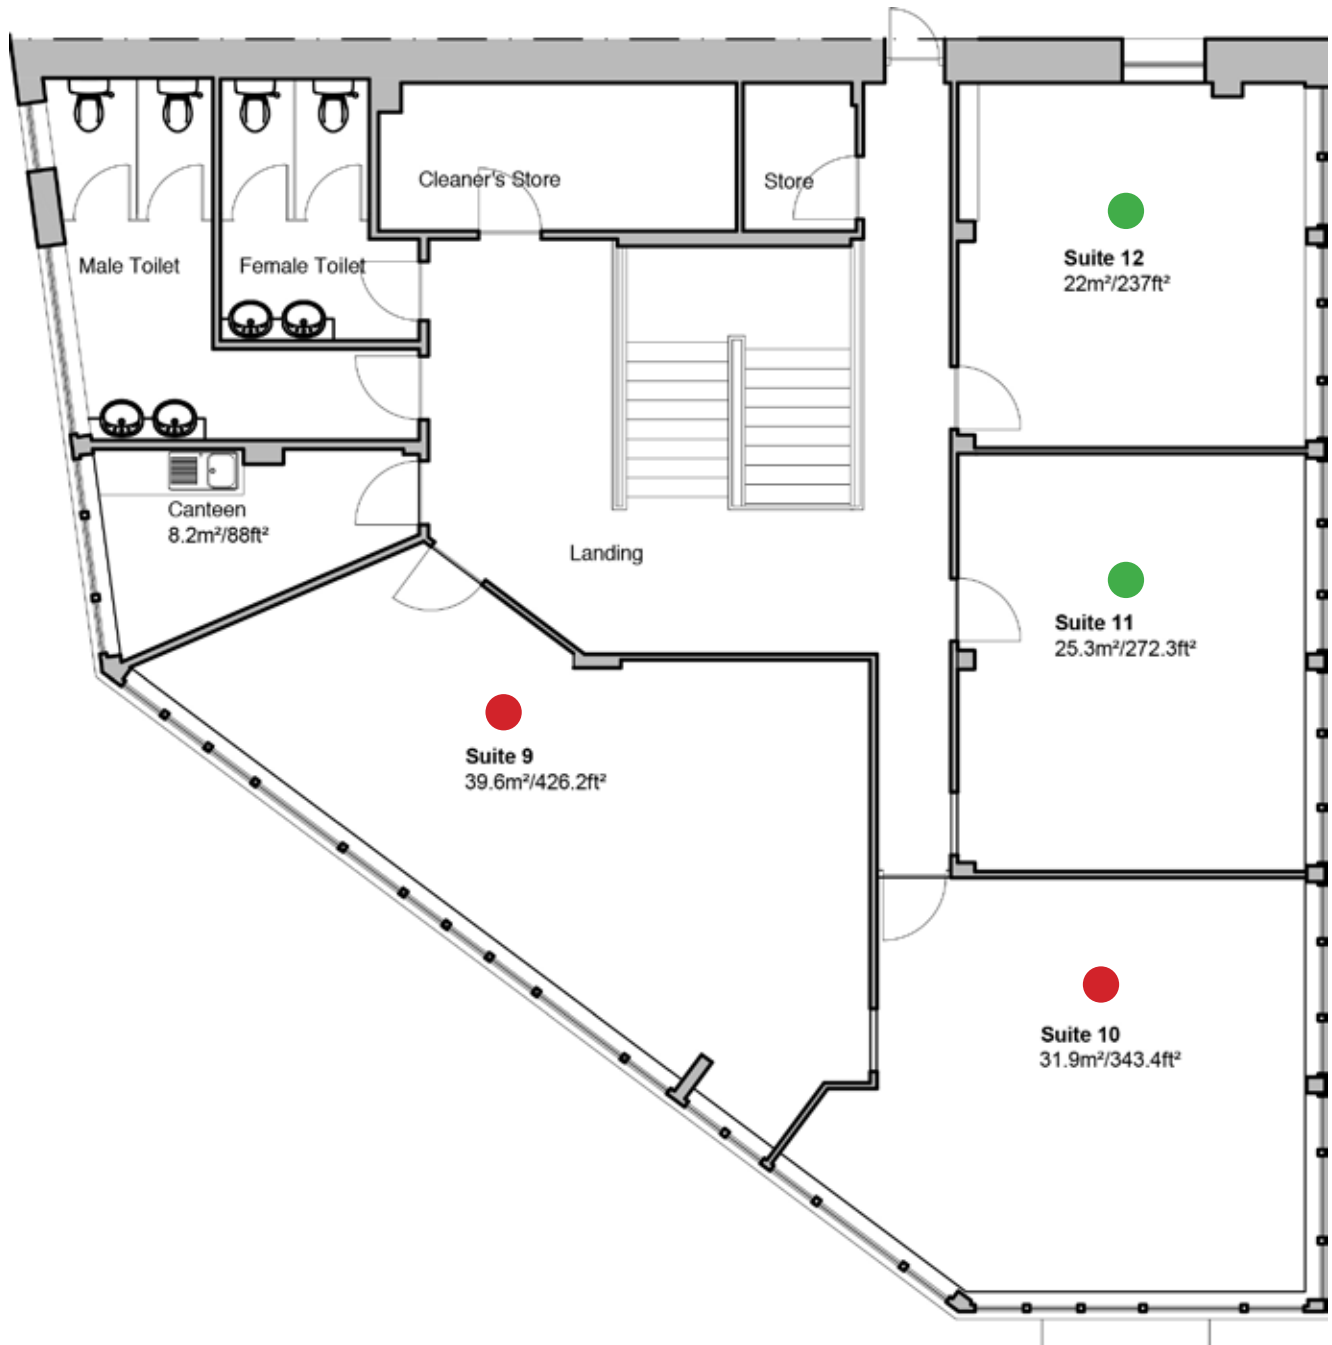 Cleaner's Store
Store
Male Toilet
Female Toilet
Suite 12
22m²/237ft²
Canteen
8.2m²/88ft²
Landing
Suite 11
25.3m²/272.3ft²
Suite 9
39.6m²/426.2ft²
Suite 10
31.9m²/343.4ft²